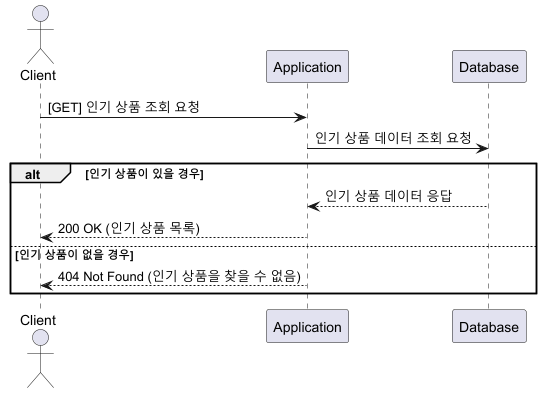 Client
Application
Database
[GET] 인기 상품 조회 요청
인기 상품 데이터 조회 요청
alt
[인기 상품이 있을 경우]
인기 상품 데이터 응답
200 OK (인기 상품 목록)
[인기 상품이 없을 경우]
404 Not Found (인기 상품을 찾을 수 없음)
Client
Application
Database